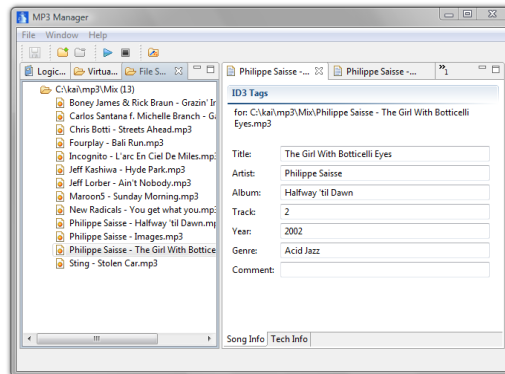 MP3 Manager
File Window Help
Logic... Virtua... File S...
C:\kai\mp3\Mix (13)
Boney James & Rick Braun - Grazin' Ir
Carlos Santana f. Michelle Branch - Ga
Chris Botti - Streets Ahead.mp3
Fourplay - Bali Run.mp3
Incognito - L'arc En Ciel De Miles.mp:
Jeff Kashiwa - Hyde Park.mp3
Jeff Lorber - Ain't Nobody.mp3
Maroon5 - Sunday Morning.mp3
New Radicals - You get what you.mp:
Philippe Saisse - Halfway 'til Dawn.mp
Philippe Saisse - Images.mp3
Philippe Saisse - The Girl With Bottice
Sting - Stolen Car.mp3
Philippe Saisse -... Philippe Saisse -... »1
ID3 Tags
for: C:\kai\mp3\Mix\Philippe Saisse - The Girl With Botticelli
Eyes.mp3
Title: The Girl With Botticelli Eyes
Artist: Philippe Saisse
Album: Halfway 'til Dawn
Track: 2
Year: 2002
Genre: Acid Jazz
Comment:
Song Info Tech Info